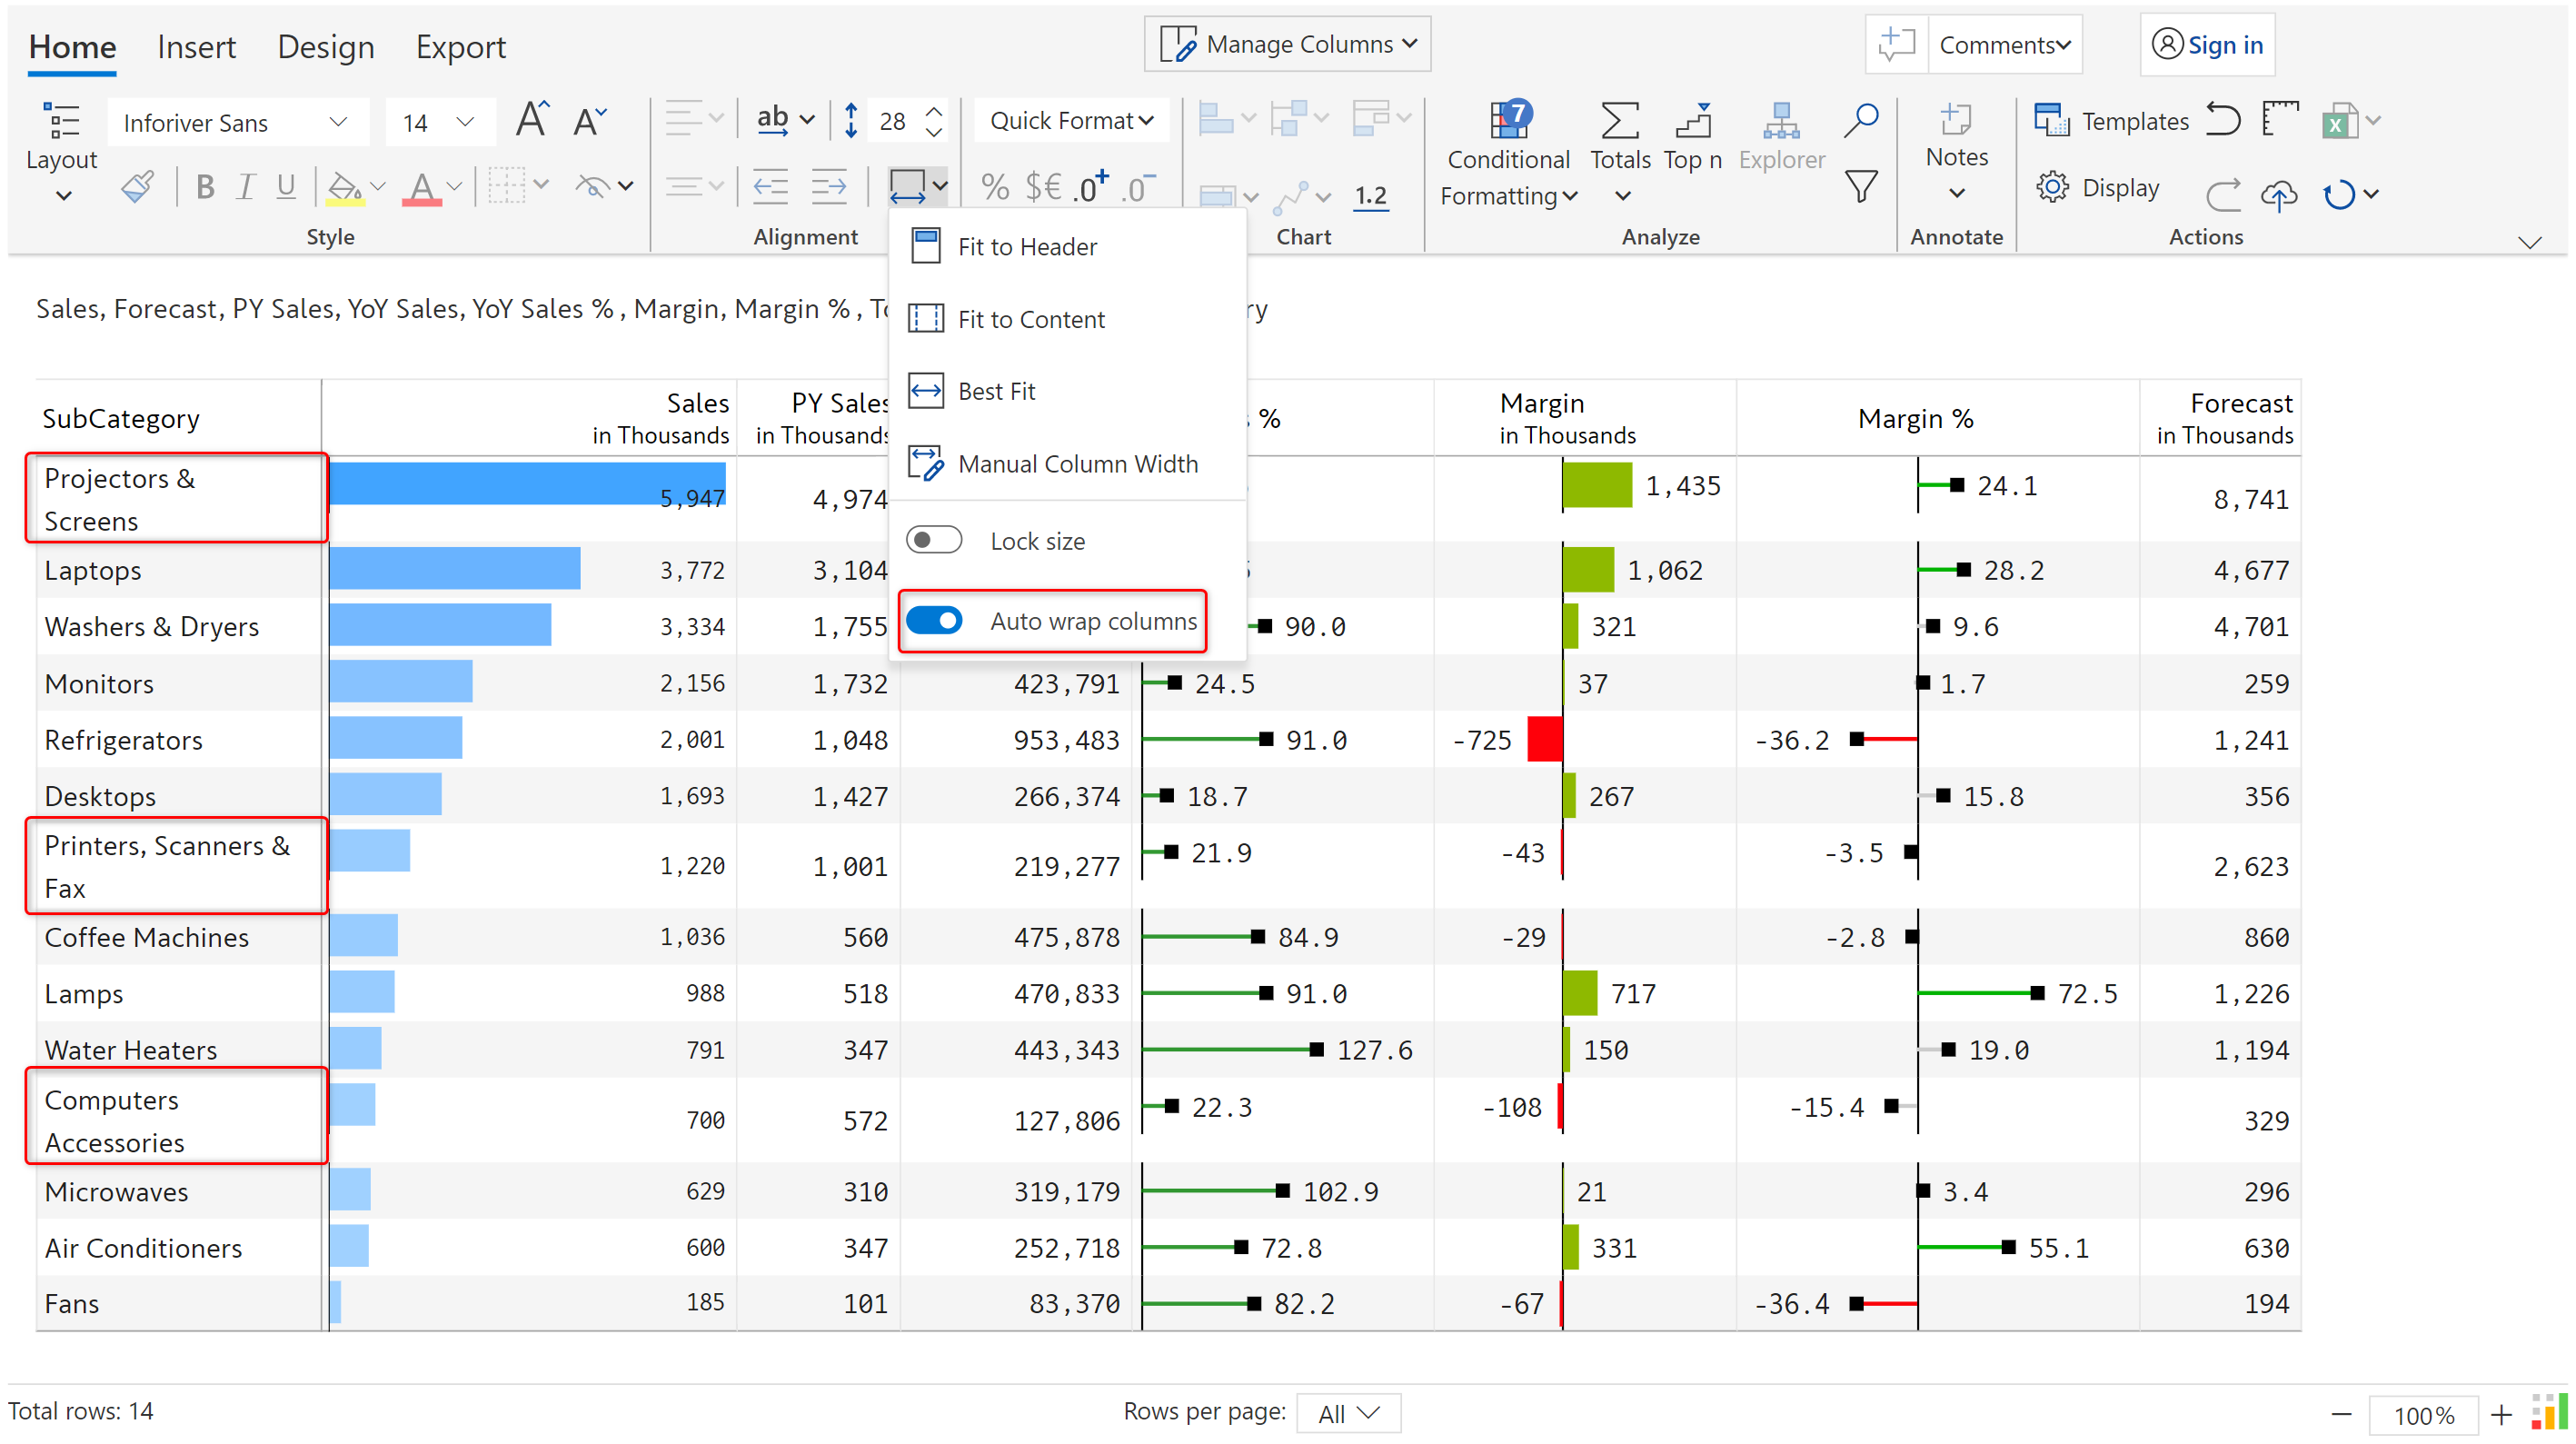 Home Insert Design Export Manage Columns Comments Sign in
Inforiver Sans 14 ab 28 Quick Format 7 Templates
Layout Conditional Formatting Totals Top n Explorer Notes
B I U A % $€ .0+ .0- 1.2 Display
Style Alignment Chart Analyze Annotate Actions
Fit to Header
Fit to Content
Best Fit
Manual Column Width
Lock size
Auto wrap columns
Sales, Forecast, PY Sales, YoY Sales, YoY Sales %, Margin, Margin %,
SubCategory Sales in Thousands PY Sales in Thousands % Margin in Thousands Margin % Forecast in Thousands
Projectors & Screens 5,947 4,974 1,435 24.1 8,741
Laptops 3,772 3,104 1,062 28.2 4,677
Washers & Dryers 3,334 1,755 90.0 321 9.6 4,701
Monitors 2,156 1,732 423,791 24.5 37 1.7 259
Refrigerators 2,001 1,048 953,483 91.0 -725 -36.2 1,241
Desktops 1,693 1,427 266,374 18.7 267 15.8 356
Printers, Scanners & Fax 1,220 1,001 219,277 21.9 -43 -3.5 2,623
Coffee Machines 1,036 560 475,878 84.9 -29 -2.8 860
Lamps 988 518 470,833 91.0 717 72.5 1,226
Water Heaters 791 347 443,343 127.6 150 19.0 1,194
Computers Accessories 700 572 127,806 22.3 -108 -15.4 329
Microwaves 629 310 319,179 102.9 21 3.4 296
Air Conditioners 600 347 252,718 72.8 331 55.1 630
Fans 185 101 83,370 82.2 -67 -36.4 194
Total rows: 14 Rows per page: All 100%